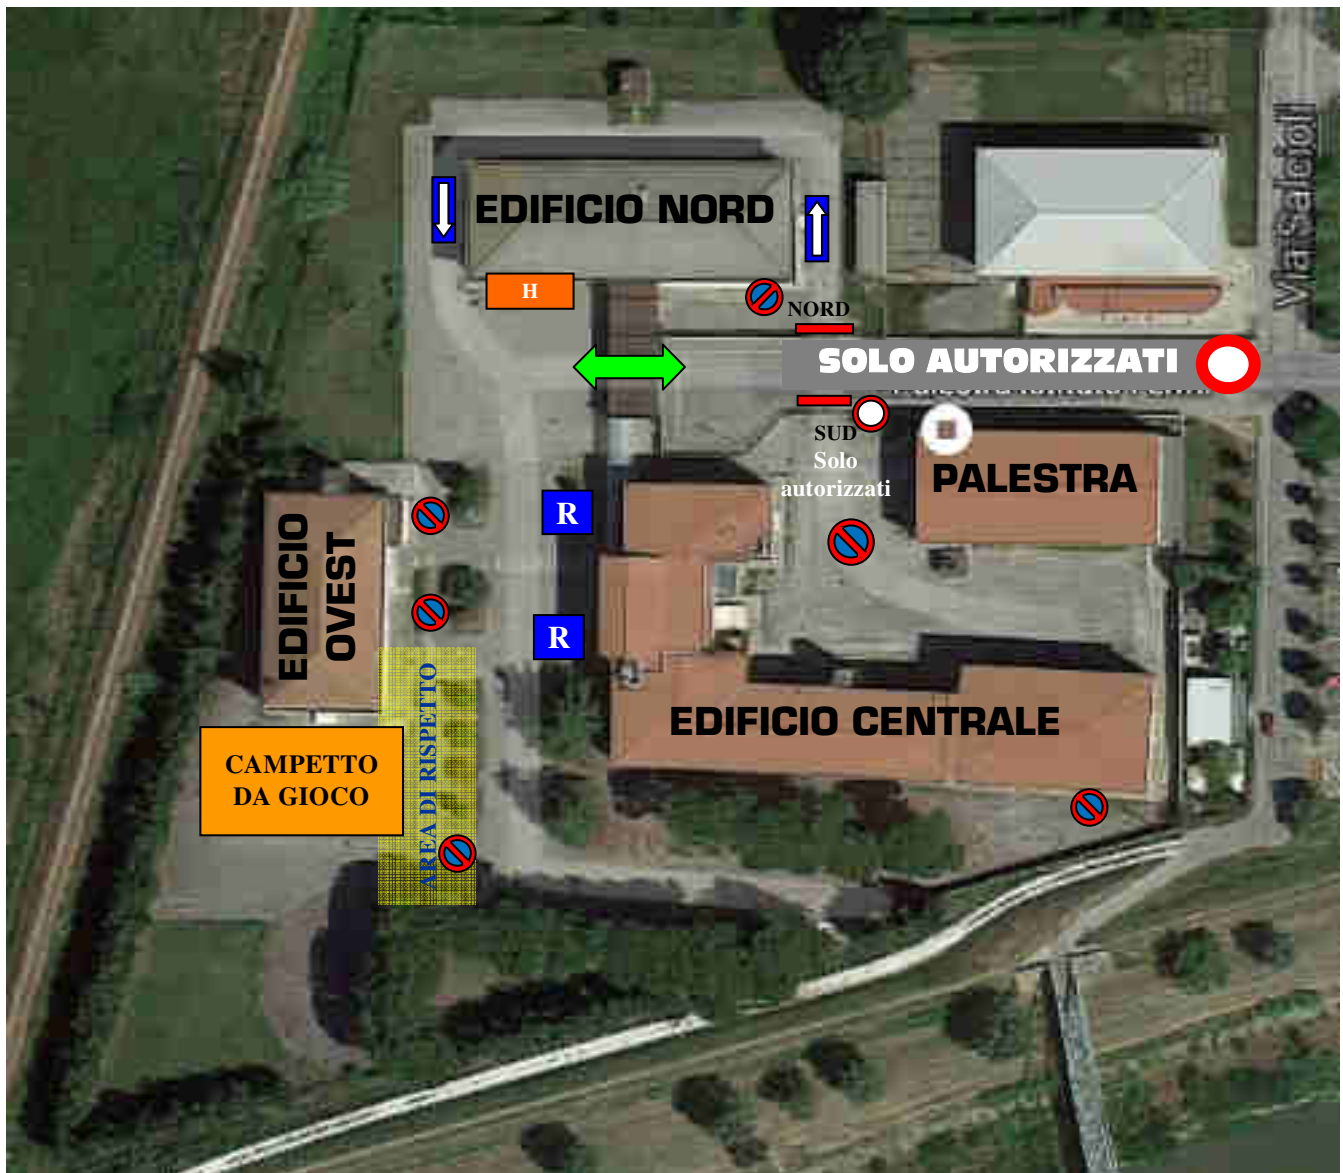 Via Salcioli
EDIFICIO NORD
H
NORD
SOLO AUTORIZZATI
SUD
Solo
autorizzati
PALESTRA
R
EDIFICIO
OVEST
R
AREA DI RISPETTO
EDIFICIO CENTRALE
CAMPETTO
DA GIOCO